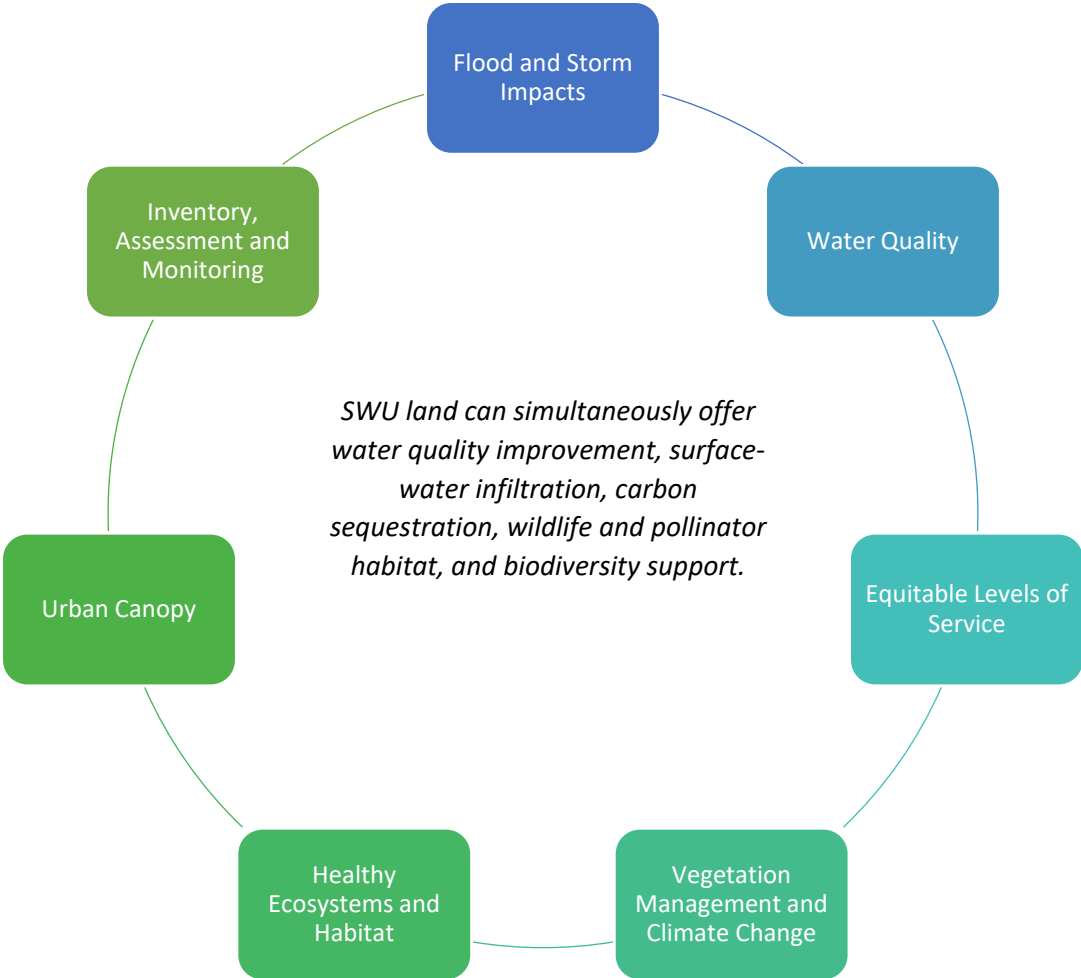 Flood and Storm
Impacts
Water Quality
Equitable Levels of
Service
Vegetation
Management and
Climate Change
Healthy
Ecosystems and
Habitat
Urban Canopy
Inventory,
Assessment and
Monitoring
SWU land can simultaneously offer
water quality improvement, surface-
water infiltration, carbon
sequestration, wildlife and pollinator
habitat, and biodiversity support.